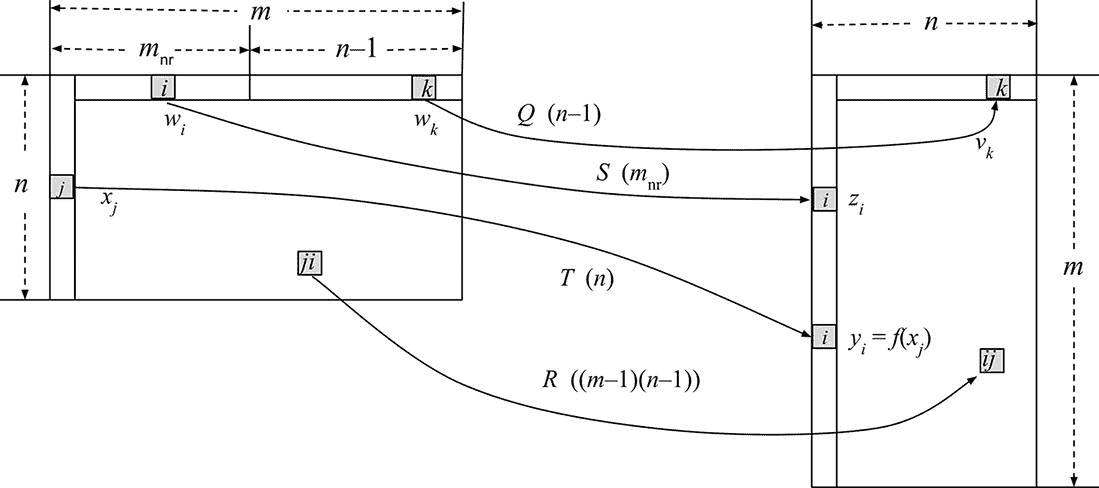 m
n
m_nr
n–1
i
k
k
w_i
w_k
Q (n–1)
v_k
S (m_nr)
n
j
x_j
i
z_i
m
ji
T (n)
i
y_i = f(x_j)
ij
R ((m–1)(n–1))